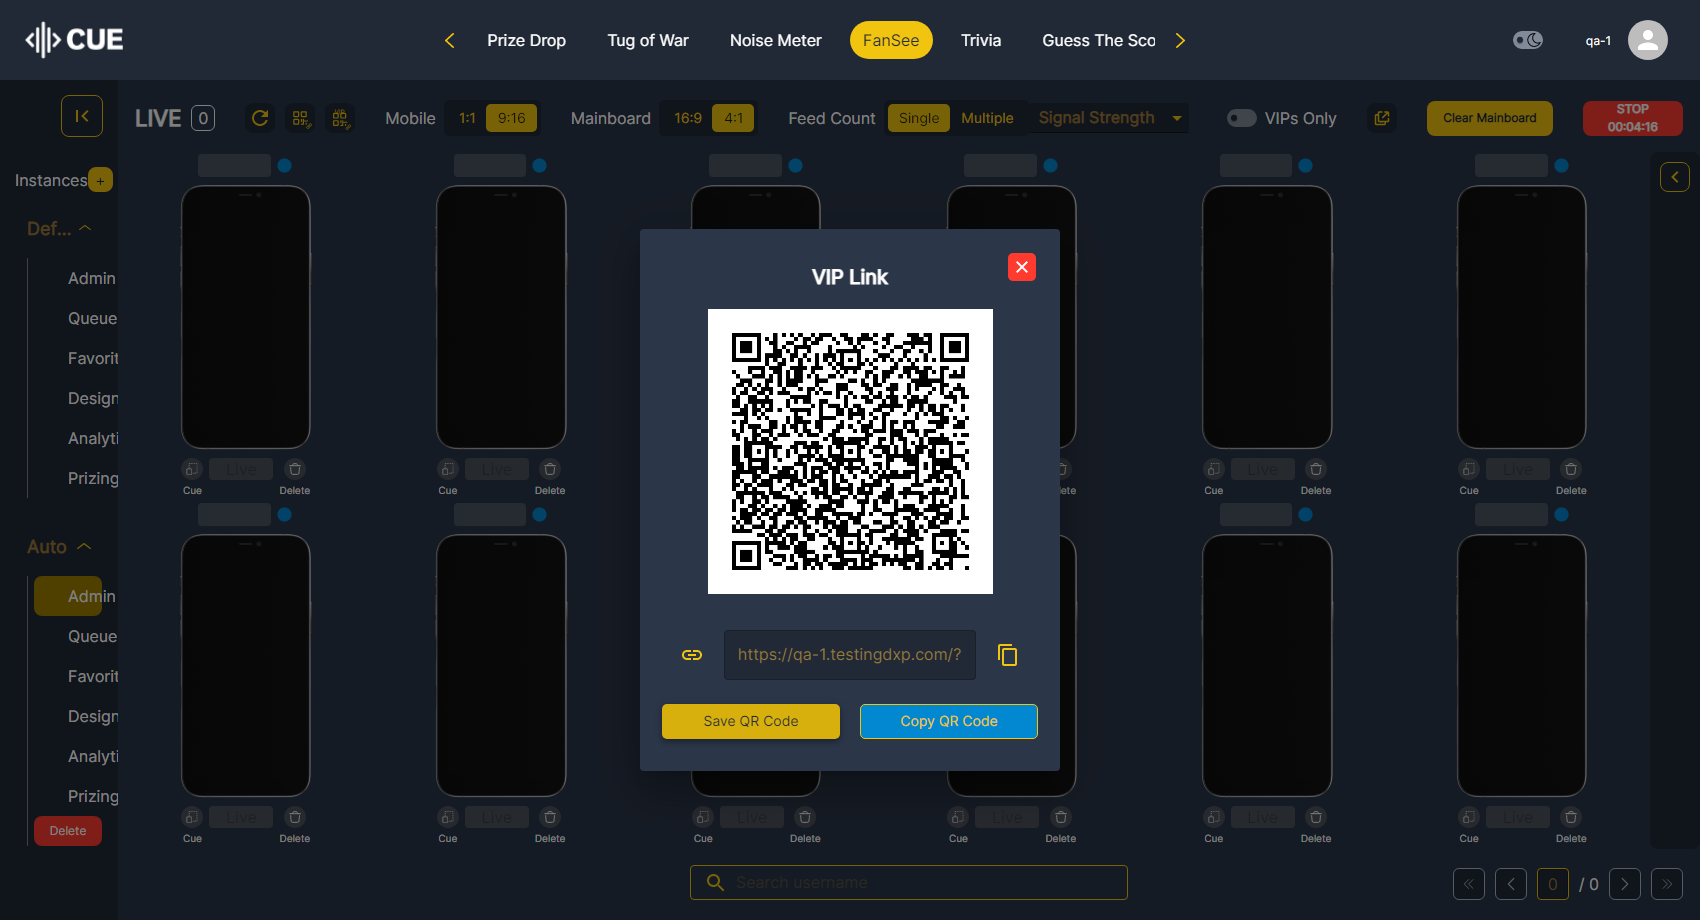 CUE
Prize Drop
Tug of War
Noise Meter
FanSee
Trivia
Guess The Sco
qa-1
LIVE 0
Mobile 1:1 9:16
Mainboard 16:9 4:1
Feed Count Single Multiple
Signal Strength
VIPs Only
Clear Mainboard
STOP
00:04:16
Instances +
Def...
Admin
Queue
Favorit
Design
Analyti
Prizing
Auto
Admin
Queue
Favorit
Design
Analyti
Prizing
Delete
Live
Cue Delete
Live
Cue Delete
lete
Live
Cue Delete
Live
Cue Delete
VIP Link
https://qa-1.testingdxp.com/?
Save QR Code
Copy QR Code
Live
Cue Delete
Live
Cue Delete
Live
Cue Delete
Live
Cue Delete
Live
Cue Delete
Live
Cue Delete
Search username
0 / 0